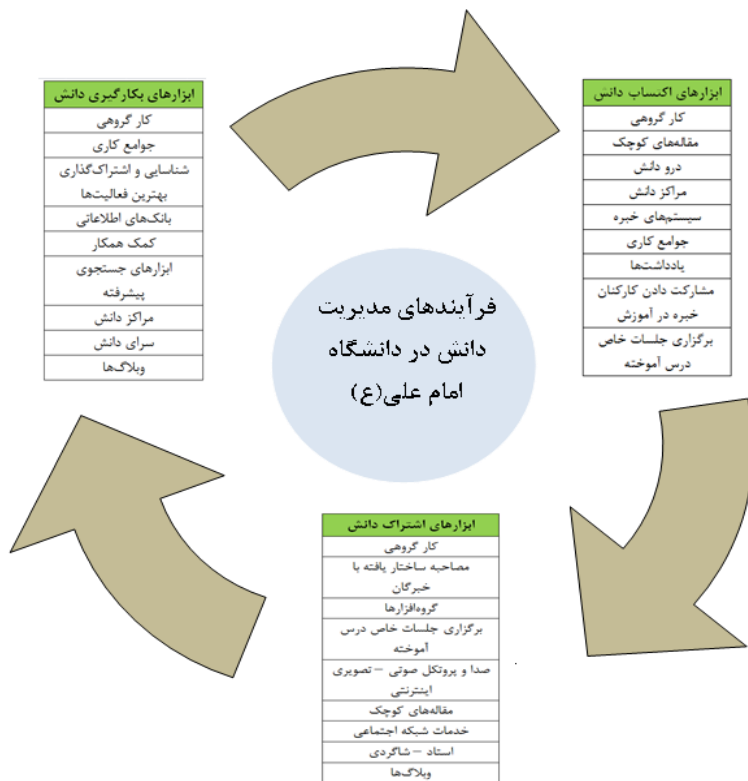 ابزارهای اکتساب دانش
کار گروهی
مقاله‌های کوچک
درو دانش
مراکز دانش
سیستم‌های خبره
جوامع کاری
یادداشت‌ها
مشارکت دادن کارکنان
خبره در آموزش
برگزاری جلسات خاص
درس آموخته
ابزارهای بکارگیری دانش
کار گروهی
جوامع کاری
شناسایی و اشتراک‌گذاری
بهترین فعالیت‌ها
بانک‌های اطلاعاتی
کمک همکار
ابزارهای جستجوی
پیشرفته
مراکز دانش
سرای دانش
وبلاگ‌ها
فرآیندهای مدیریت
دانش در دانشگاه
امام علی(ع)
ابزارهای اشتراک دانش
کار گروهی
مصاحبه ساختار یافته با
خبرگان
گروه‌افزارها
برگزاری جلسات خاص درس
آموخته
صدا و پروتکل صوتی – تصویری
اینترنتی
مقاله‌های کوچک
خدمات شبکه اجتماعی
استاد – شاگردی
وبلاگ‌ها